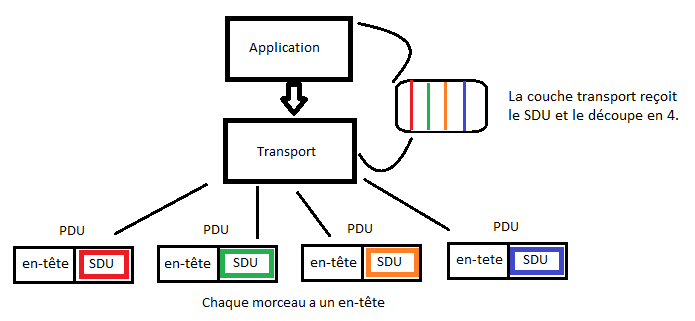 Application
La couche transport reçoit
le SDU et le découpe en 4.
Transport
PDU
PDU
PDU
PDU
en-tête SDU
en-tête SDU
en-tête SDU
en-tete SDU
Chaque morceau a un en-tête